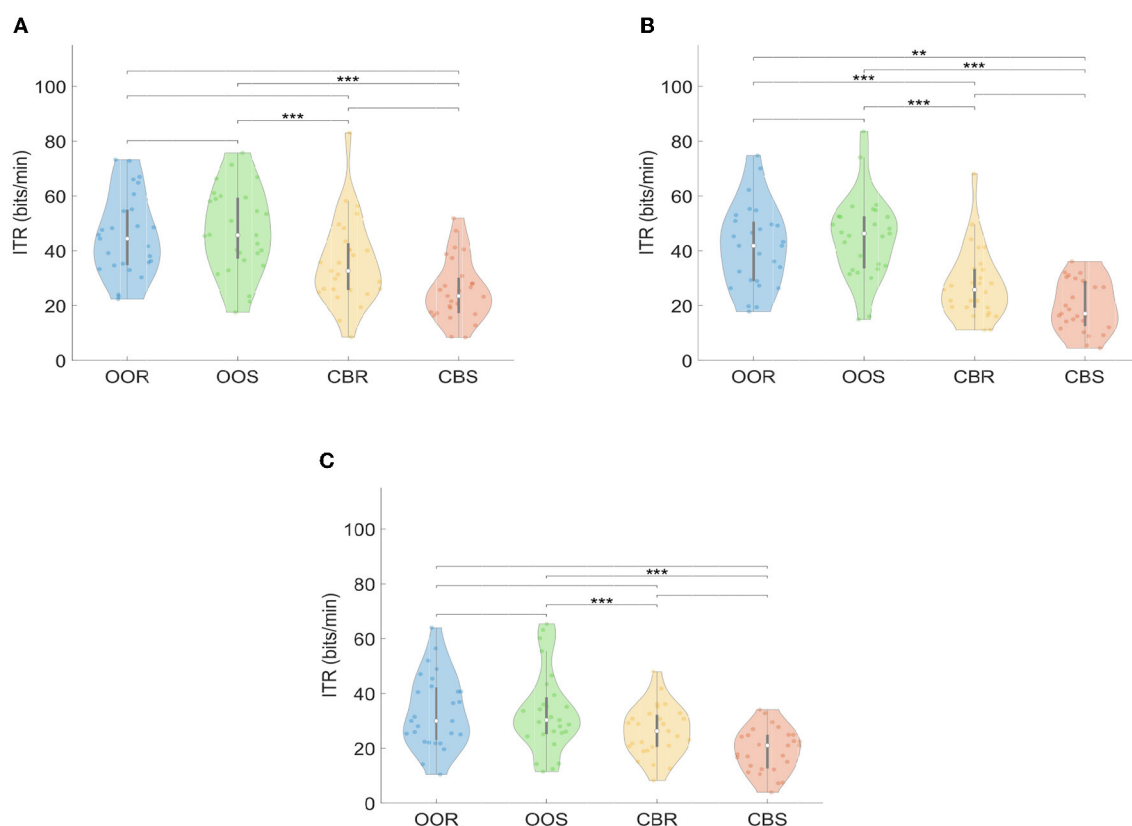 A
ITR (bits/min)
100
80
60
40
20
0
***
***
OOR OOS CBR CBS
B
ITR (bits/min)
100
80
60
40
20
0
**
***
***
***
OOR OOS CBR CBS
C
ITR (bits/min)
100
80
60
40
20
0
***
***
OOR OOS CBR CBS